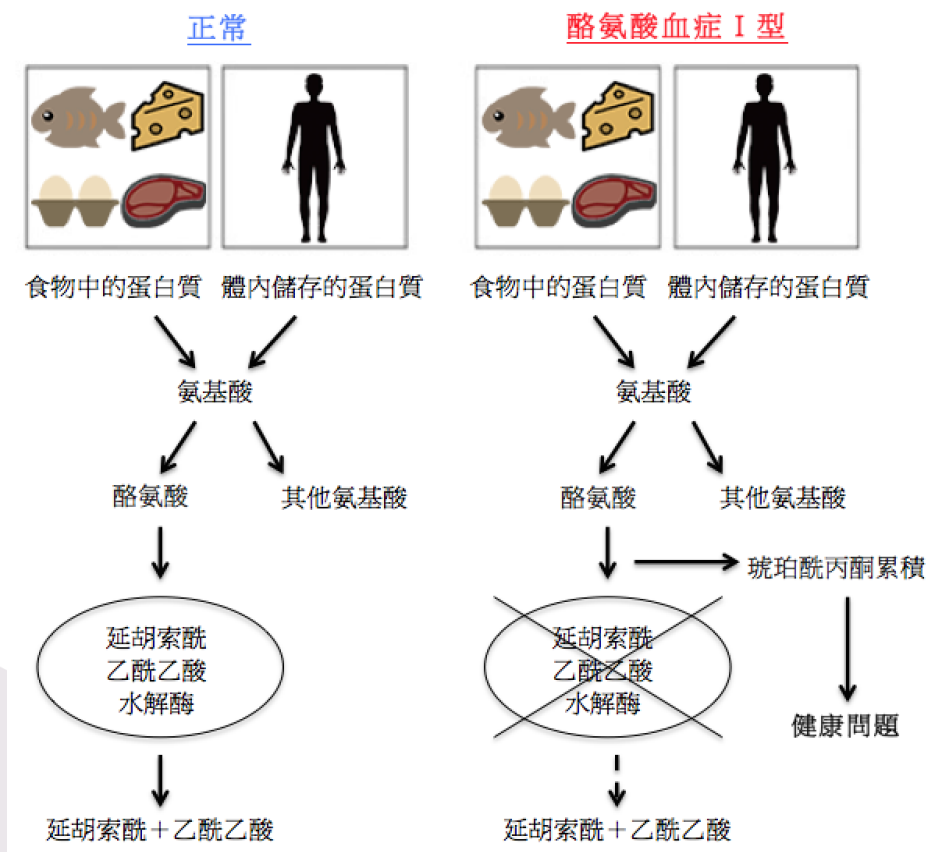 正常
食物中的蛋白質
體內儲存的蛋白質
氨基酸
酪氨酸
其他氨基酸
延胡索酰
乙酰乙酸
水解酶
延胡索酰＋乙酰乙酸
酪氨酸血症 I 型
食物中的蛋白質
體內儲存的蛋白質
氨基酸
酪氨酸
其他氨基酸
琥珀酰丙酮累積
延胡索酰
乙酰乙酸
水解酶
健康問題
延胡索酰＋乙酰乙酸